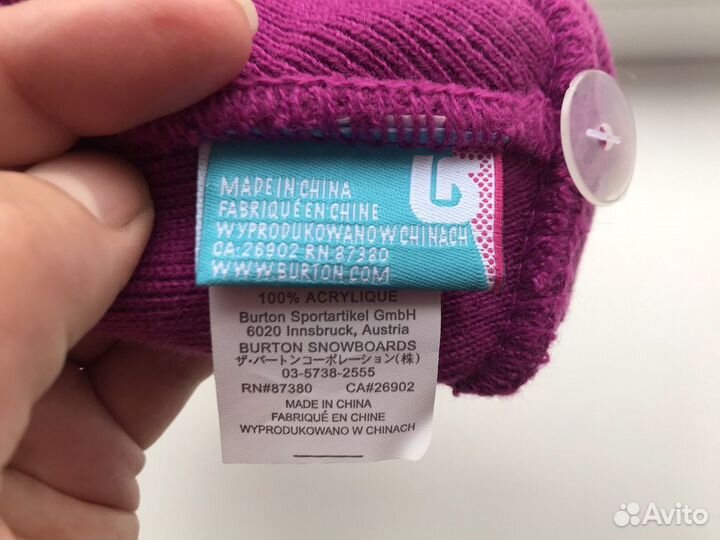 MADE IN CHINA
FABRIQUÉ EN CHINE
WYPRODUKOWANO W CHINACH
CA: 26902 RN: 87380
WWW.BURTON.COM
100% ACRYLIQUE
Burton Sportartikel GmbH
6020 Innsbruck, Austria
BURTON SNOWBOARDS
ザ・バートンコーポレーション(株)
03-5738-2555
RN#87380 CA#26902
MADE IN CHINA
FABRIQUÉ EN CHINE
WYPRODUKOWANO W CHINACH
Avito